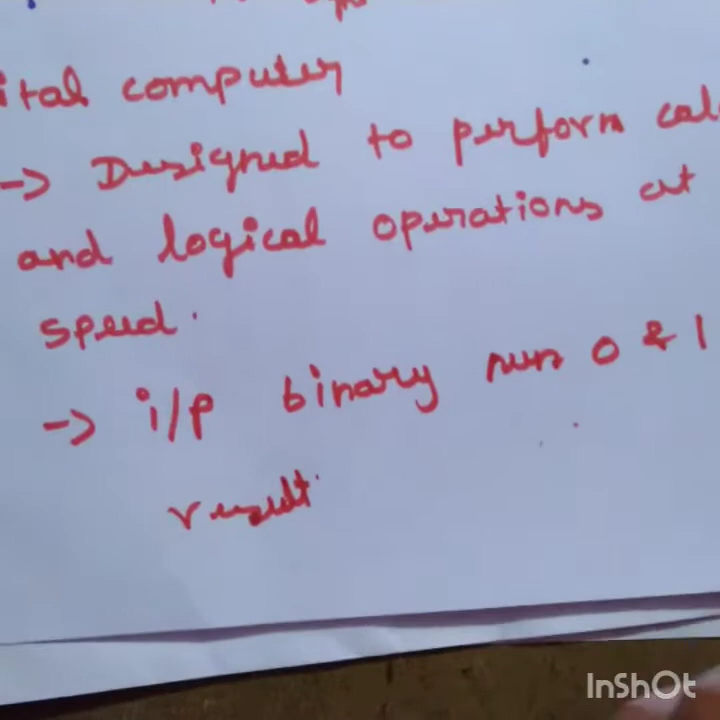 ital computer
-> Designed to perform cal
and logical operations at
speed.
-> i/p binary num 0 & 1
result.
InShOt